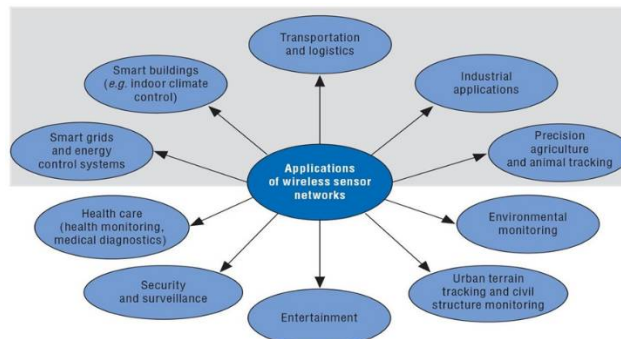 Transportation
and logistics
Smart buildings
(e.g. indoor climate
control)
Industrial
applications
Smart grids
and energy
control systems
Precision
agriculture
and animal tracking
Applications
of wireless sensor
networks
Health care
(health monitoring,
medical diagnostics)
Environmental
monitoring
Security
and surveillance
Urban terrain
tracking and civil
structure monitoring
Entertainment